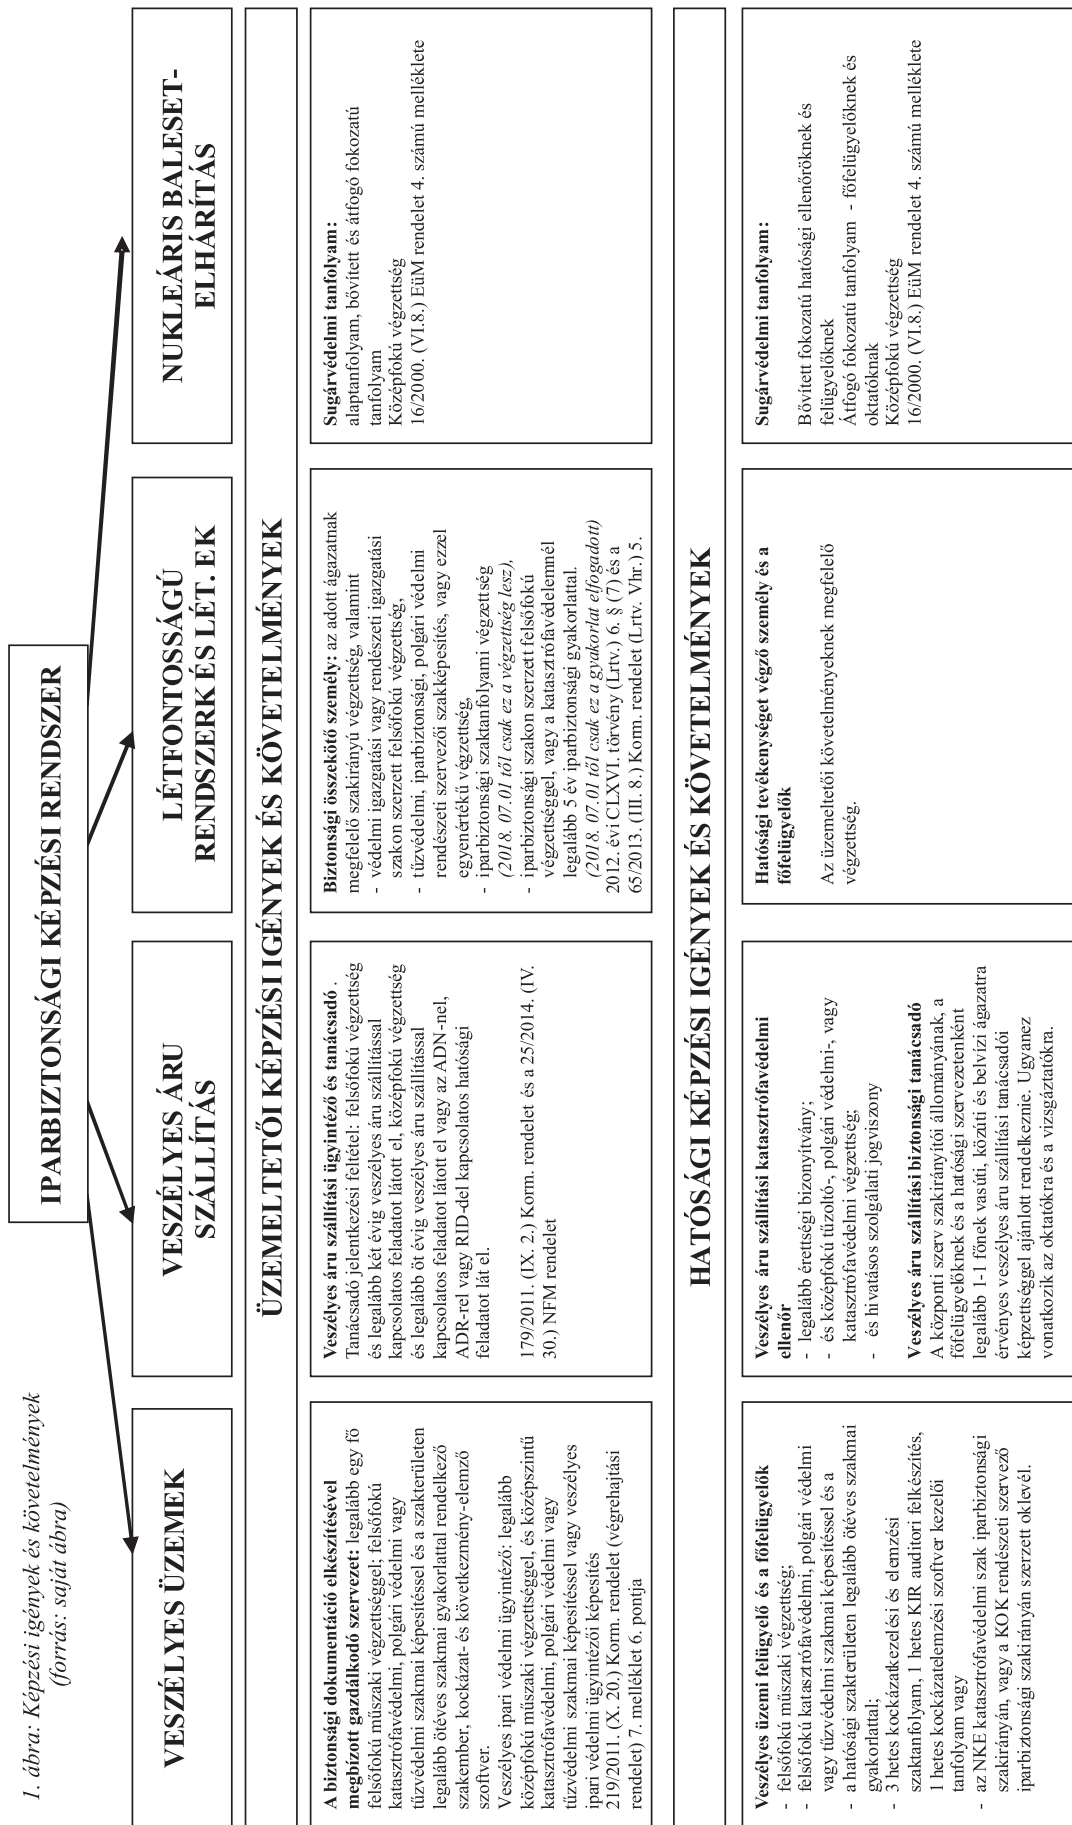 1. ábra: Képzési igények és követelmények
(forrás: saját ábra)
IPARBIZTONSÁGI KÉPZÉSI RENDSZER
VESZÉLYES ÜZEMEK
VESZÉLYES ÁRU
SZÁLLÍTÁS
LÉTFONTOSSÁGÚ
RENDSZERK ÉS LÉT. EK
NUKLEÁRIS BALESET-
ELHÁRÍTÁS
ÜZEMELTETŐI KÉPZÉSI IGÉNYEK ÉS KÖVETELMÉNYEK
A biztonsági dokumentáció elkészítésével
megbízott gazdálkodó szervezet: legalább egy fő
felsőfokú műszaki végzettséggel; felsőfokú
katasztrófavédelmi, polgári védelmi vagy
tűzvédelmi szakmai képesítéssel és a szakterületen
legalább ötéves szakmai gyakorlattal rendelkező
szakember, kockázat- és következmény-elemző
szoftver.
Veszélyes ipari védelmi ügyintéző: legalább
középfokú műszaki végzettséggel, és középszintű
katasztrófavédelmi, polgári védelmi vagy
tűzvédelmi szakmai képesítéssel vagy veszélyes
ipari védelmi ügyintézői képesítés
219/2011. (X. 20.) Korm. rendelet (végrehajtási
rendelet) 7. melléklet 6. pontja
Veszélyes áru szállítási ügyintéző és tanácsadó .
Tanácsadó jelentkezési feltétel: felsőfokú végzettség
és legalább két évig veszélyes áru szállítással
kapcsolatos feladatot látott el, középfokú végzettség
és legalább öt évig veszélyes áru szállítással
kapcsolatos feladatot látott el vagy az ADN-nel,
ADR-rel vagy RID-del kapcsolatos hatósági
feladatot lát el.
179/2011. (IX. 2.) Korm. rendelet és a 25/2014. (IV.
30.) NFM rendelet
Biztonsági összekötő személy: az adott ágazatnak
megfelelő szakirányú végzettség, valamint
- védelmi igazgatási vagy rendészeti igazgatási
szakon szerzett felsőfokú végzettség,
- tűzvédelmi, iparbiztonsági, polgári védelmi
rendészeti szervezői szakképesítés, vagy ezzel
egyenértékű végzettség,
- iparbiztonsági szaktanfolyami végzettség
(2018. 07.01 től csak ez a végzettség lesz),
- iparbiztonsági szakon szerzett felsőfokú
végzettséggel, vagy a katasztrófavédelemnél
legalább 5 év iparbiztonsági gyakorlattal.
(2018. 07.01 től csak ez a gyakorlat elfogadott)
2012. évi CLXVI. törvény (Lrtv.) 6. § (7) és a
65/2013. (III. 8.) Korm. rendelet (Lrtv. Vhr.) 5.
Sugárvédelmi tanfolyam:
alaptanfolyam, bővített és átfogó fokozatú
tanfolyam
Középfokú végzettség
16/2000. (VI.8.) EüM rendelet 4. számú melléklete
HATÓSÁGI KÉPZÉSI IGÉNYEK ÉS KÖVETELMÉNYEK
Veszélyes üzemi felügyelő és a főfelügyelők
- felsőfokú műszaki végzettség;
- felsőfokú katasztrófavédelmi, polgári védelmi
vagy tűzvédelmi szakmai képesítéssel és a
- a hatósági szakterületen legalább ötéves szakmai
gyakorlattal;
- 3 hetes kockázatkezelési és elemzési
szaktanfolyam, 1 hetes KIR auditori felkészítés,
1 hetes kockázatelemzési szoftver kezelői
tanfolyam vagy
- az NKE katasztrófavédelmi szak iparbiztonsági
szakirányán, vagy a KOK rendészeti szervező
iparbiztonsági szakirányán szerzett oklevél.
Veszélyes áru szállítási katasztrófavédelmi
ellenőr
- legalább érettségi bizonyítvány;
- és középfokú tűzoltó-, polgári védelmi-, vagy
katasztrófavédelmi végzettség;
- és hivatásos szolgálati jogviszony
Veszélyes áru szállítási biztonsági tanácsadó
A központi szerv szakirányítói állományának, a
főfelügyelőknek és a hatósági szervezetenként
legalább 1-1 főnek vasúti, közúti és belvízi ágazatra
érvényes veszélyes áru szállítási tanácsadói
képzettséggel ajánlott rendelkeznie. Ugyanez
vonatkozik az oktatókra és a vizsgáztatókra.
Hatósági tevékenységet végző személy és a
főfelügyelők
Az üzemeltetői követelményeknek megfelelő
végzettség.
Sugárvédelmi tanfolyam:
Bővített fokozatú hatósági ellenőröknek és
felügyelőknek
Átfogó fokozatú tanfolyam - főfelügyelőknek és
oktatóknak
Középfokú végzettség
16/2000. (VI.8.) EüM rendelet 4. számú melléklete